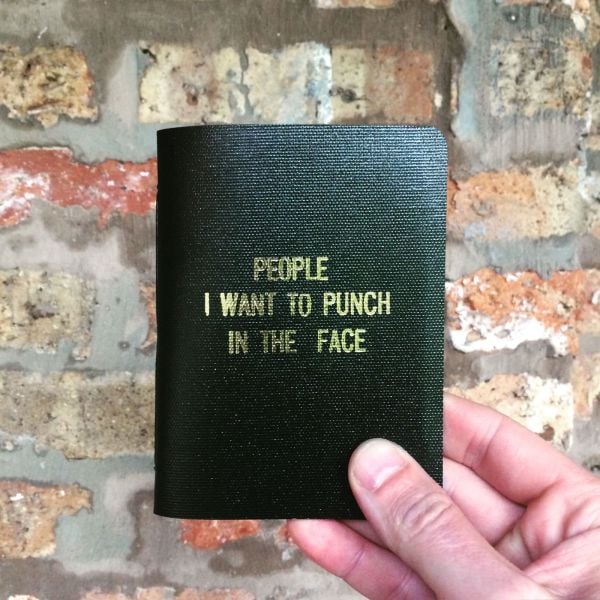 PEOPLE
I WANT TO PUNCH
IN THE FACE